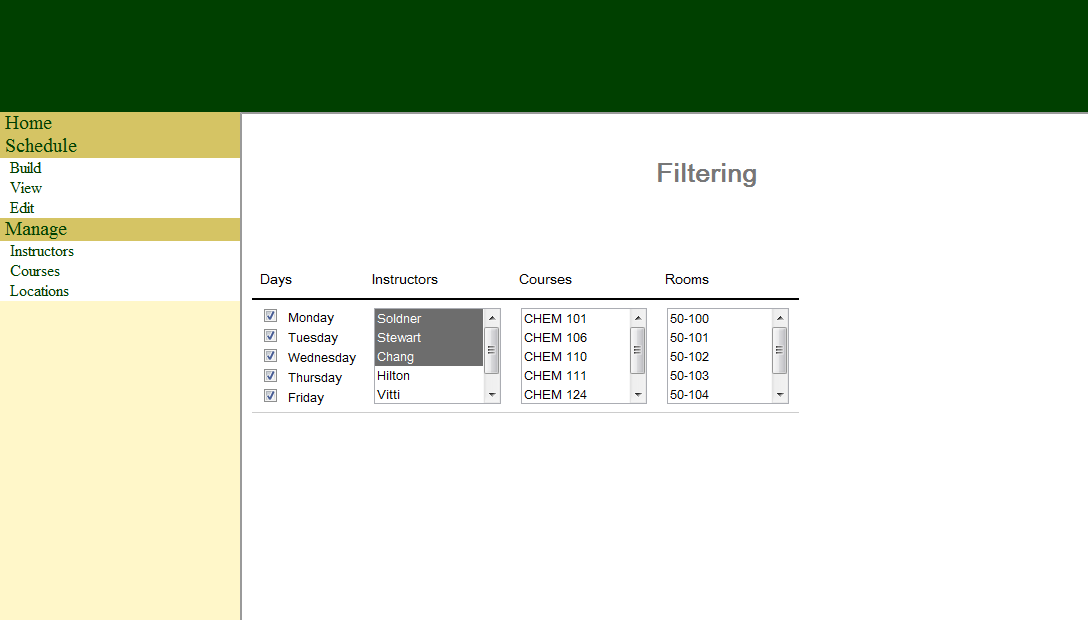 Home
Schedule
Build
View
Edit
Manage
Instructors
Courses
Locations
Filtering
Days Instructors Courses Rooms
Monday Soldner CHEM 101 50-100
Tuesday Stewart CHEM 106 50-101
Wednesday Chang CHEM 110 50-102
Thursday Hilton CHEM 111 50-103
Friday Vitti CHEM 124 50-104